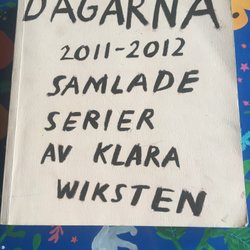 DAGARNA
2011-2012
SAMLADE
SERIER
AV KLARA
WIKSTEN